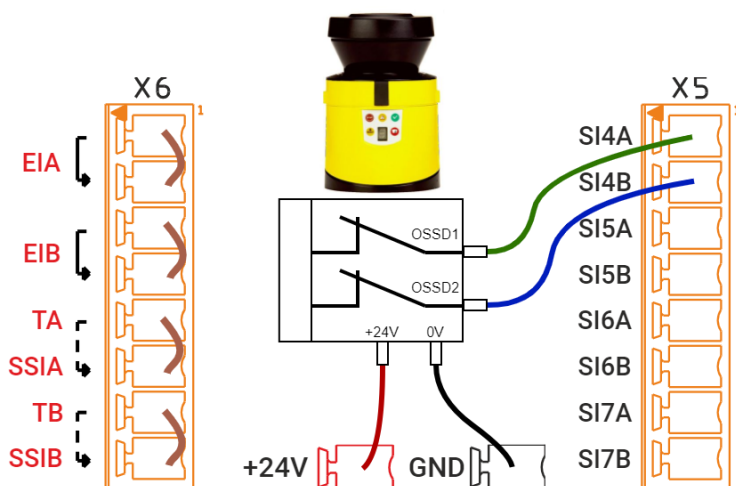 X6
1
EIA
EIB
TA
SSIA
TB
SSIB
OSSD1
OSSD2
+24V
0V
+24V
GND
X5
SI4A
SI4B
SI5A
SI5B
SI6A
SI6B
SI7A
SI7B